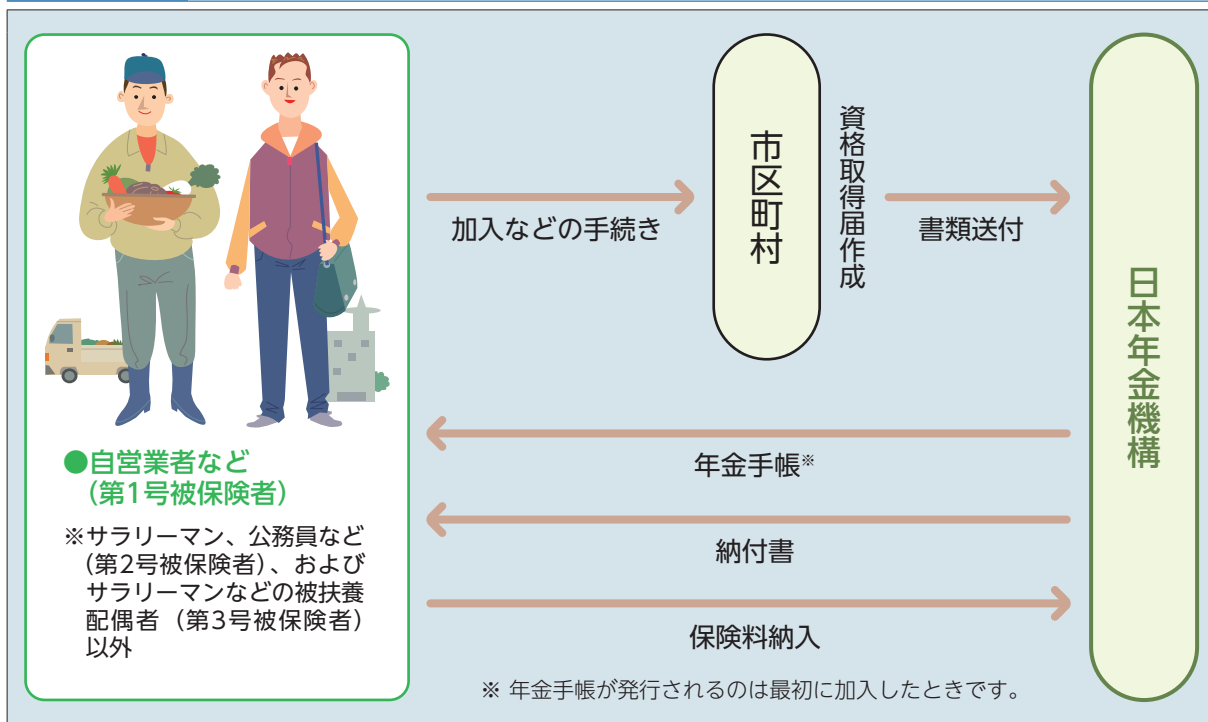 加入などの手続き
市区町村
資格取得届作成
書類送付
日本年金機構
年金手帳※
納付書
保険料納入
●自営業者など
（第1号被保険者）
※サラリーマン、公務員など
（第2号被保険者）、および
サラリーマンなどの被扶養
配偶者（第3号被保険者）
以外
※ 年金手帳が発行されるのは最初に加入したときです。